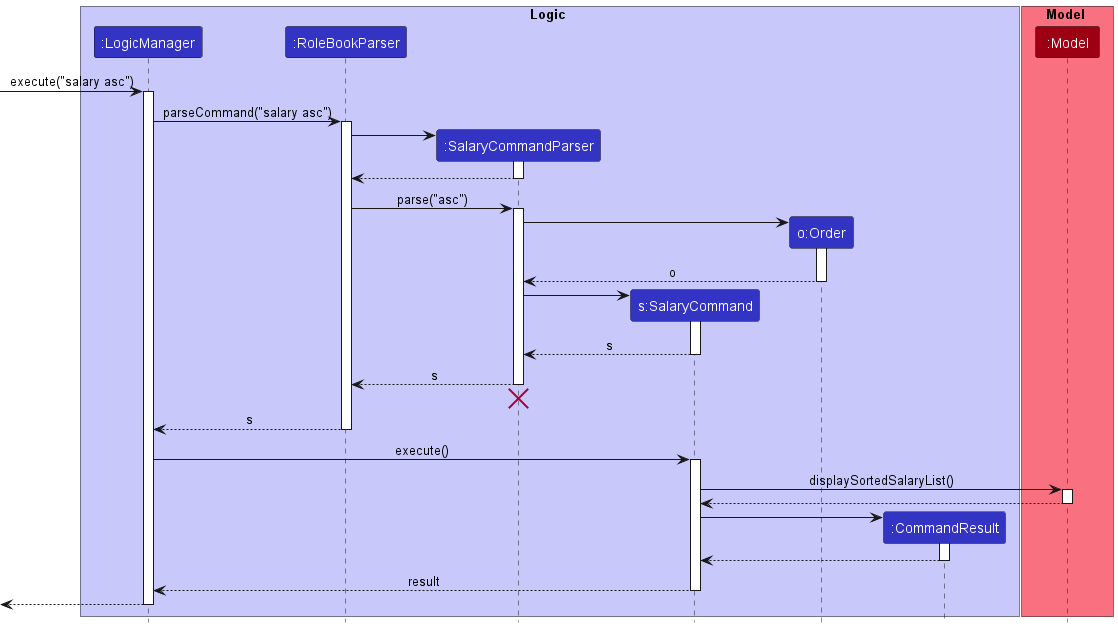 Logic
Model
:LogicManager
:RoleBookParser
:Model
execute("salary asc")
parseCommand("salary asc")
:SalaryCommandParser
parse("asc")
o:Order
o
s:SalaryCommand
s
s
s
execute()
displaySortedSalaryList()
:CommandResult
result